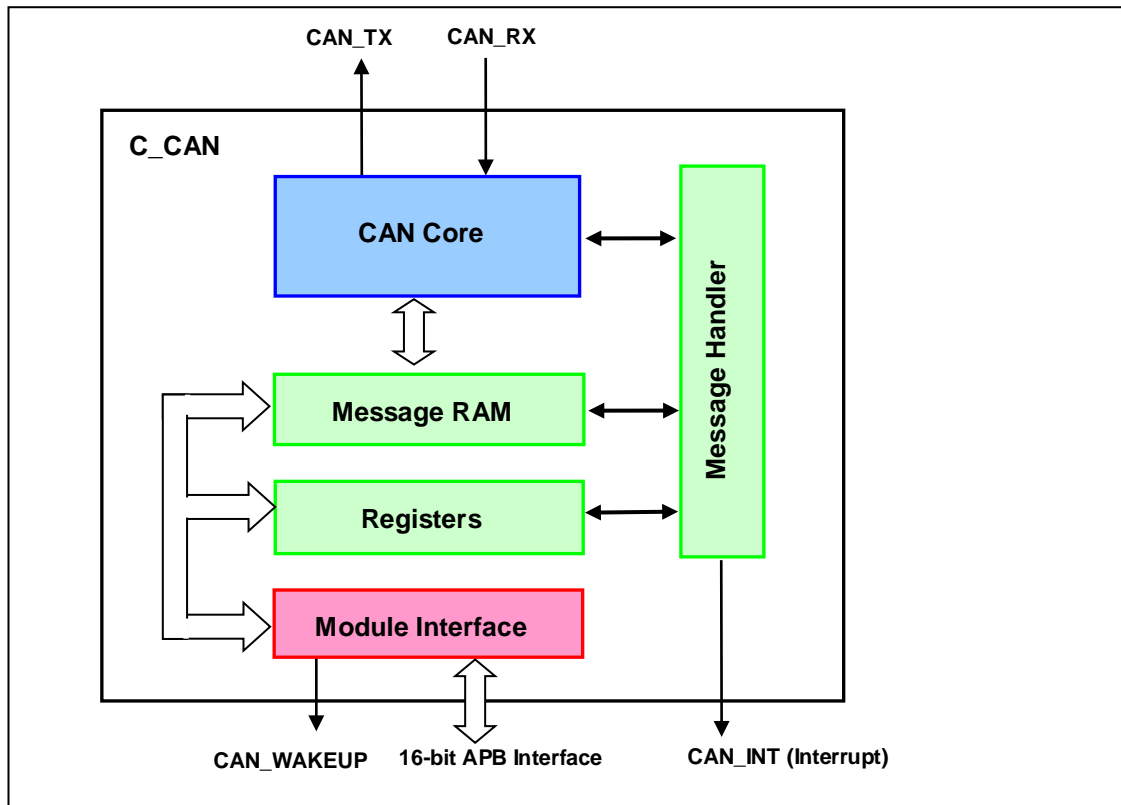 CAN_TX
CAN_RX
C_CAN
CAN Core
Message Handler
Message RAM
Registers
Module Interface
CAN_WAKEUP
16-bit APB Interface
CAN_INT (Interrupt)